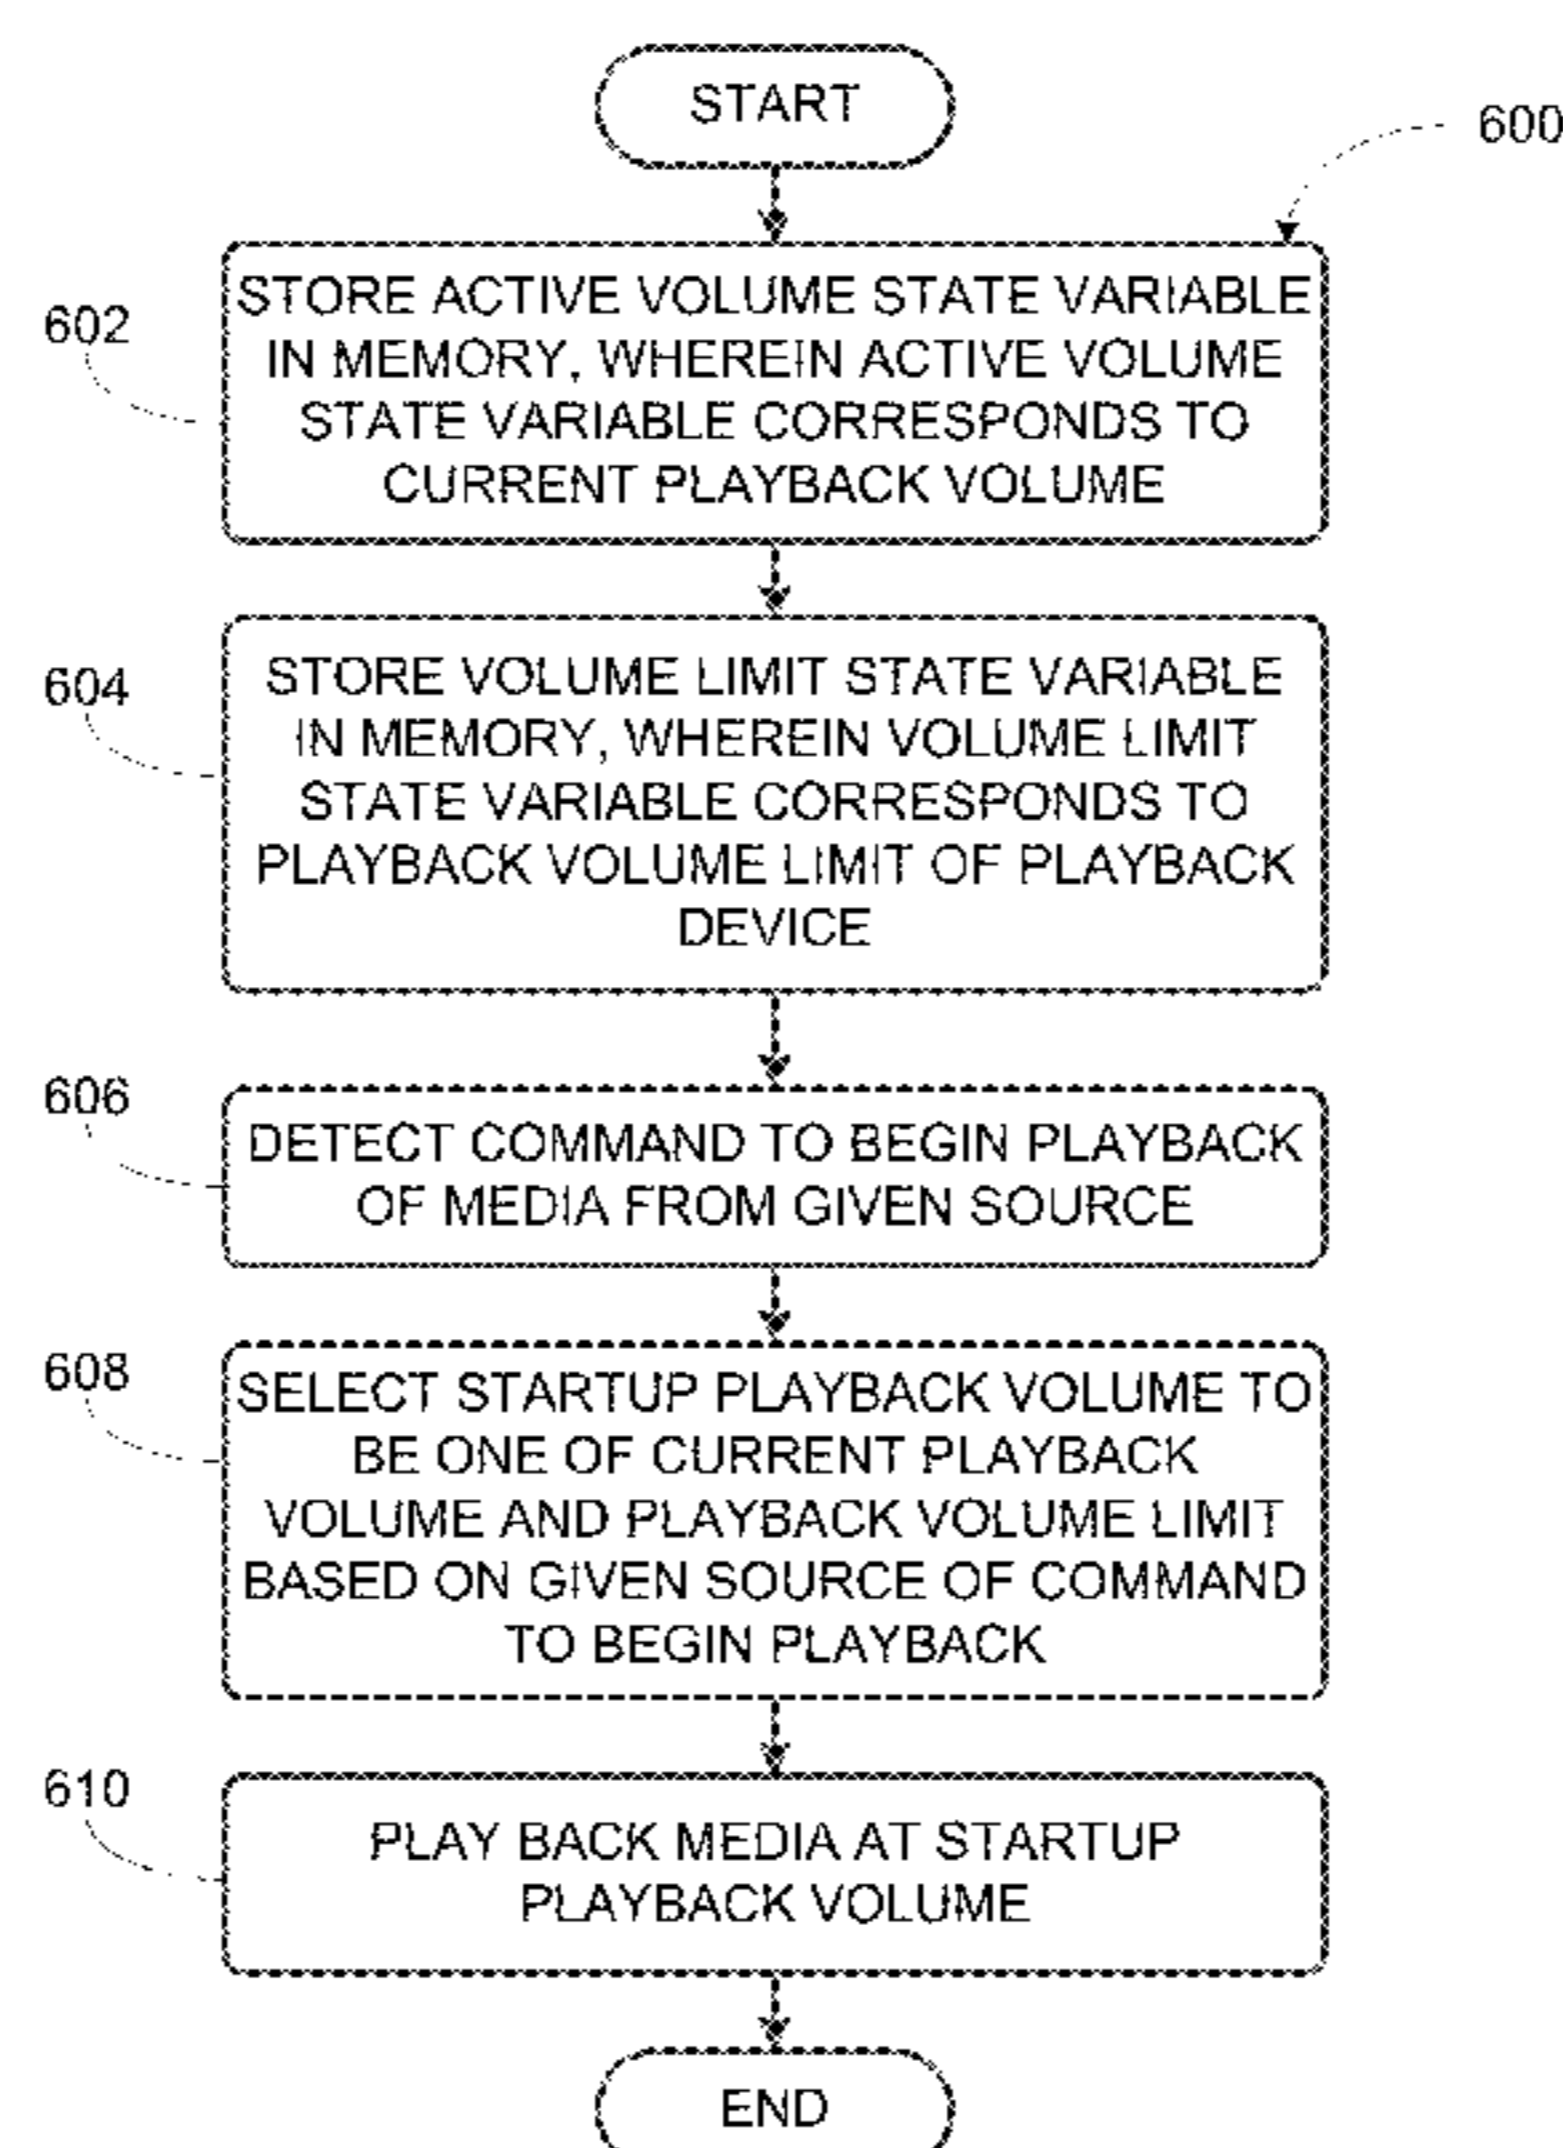 START
600
602
STORE ACTIVE VOLUME STATE VARIABLE
IN MEMORY, WHEREIN ACTIVE VOLUME
STATE VARIABLE CORRESPONDS TO
CURRENT PLAYBACK VOLUME
604
STORE VOLUME LIMIT STATE VARIABLE
IN MEMORY, WHEREIN VOLUME LIMIT
STATE VARIABLE CORRESPONDS TO
PLAYBACK VOLUME LIMIT OF PLAYBACK
DEVICE
606
DETECT COMMAND TO BEGIN PLAYBACK
OF MEDIA FROM GIVEN SOURCE
608
SELECT STARTUP PLAYBACK VOLUME TO
BE ONE OF CURRENT PLAYBACK
VOLUME AND PLAYBACK VOLUME LIMIT
BASED ON GIVEN SOURCE OF COMMAND
TO BEGIN PLAYBACK
610
PLAY BACK MEDIA AT STARTUP
PLAYBACK VOLUME
END